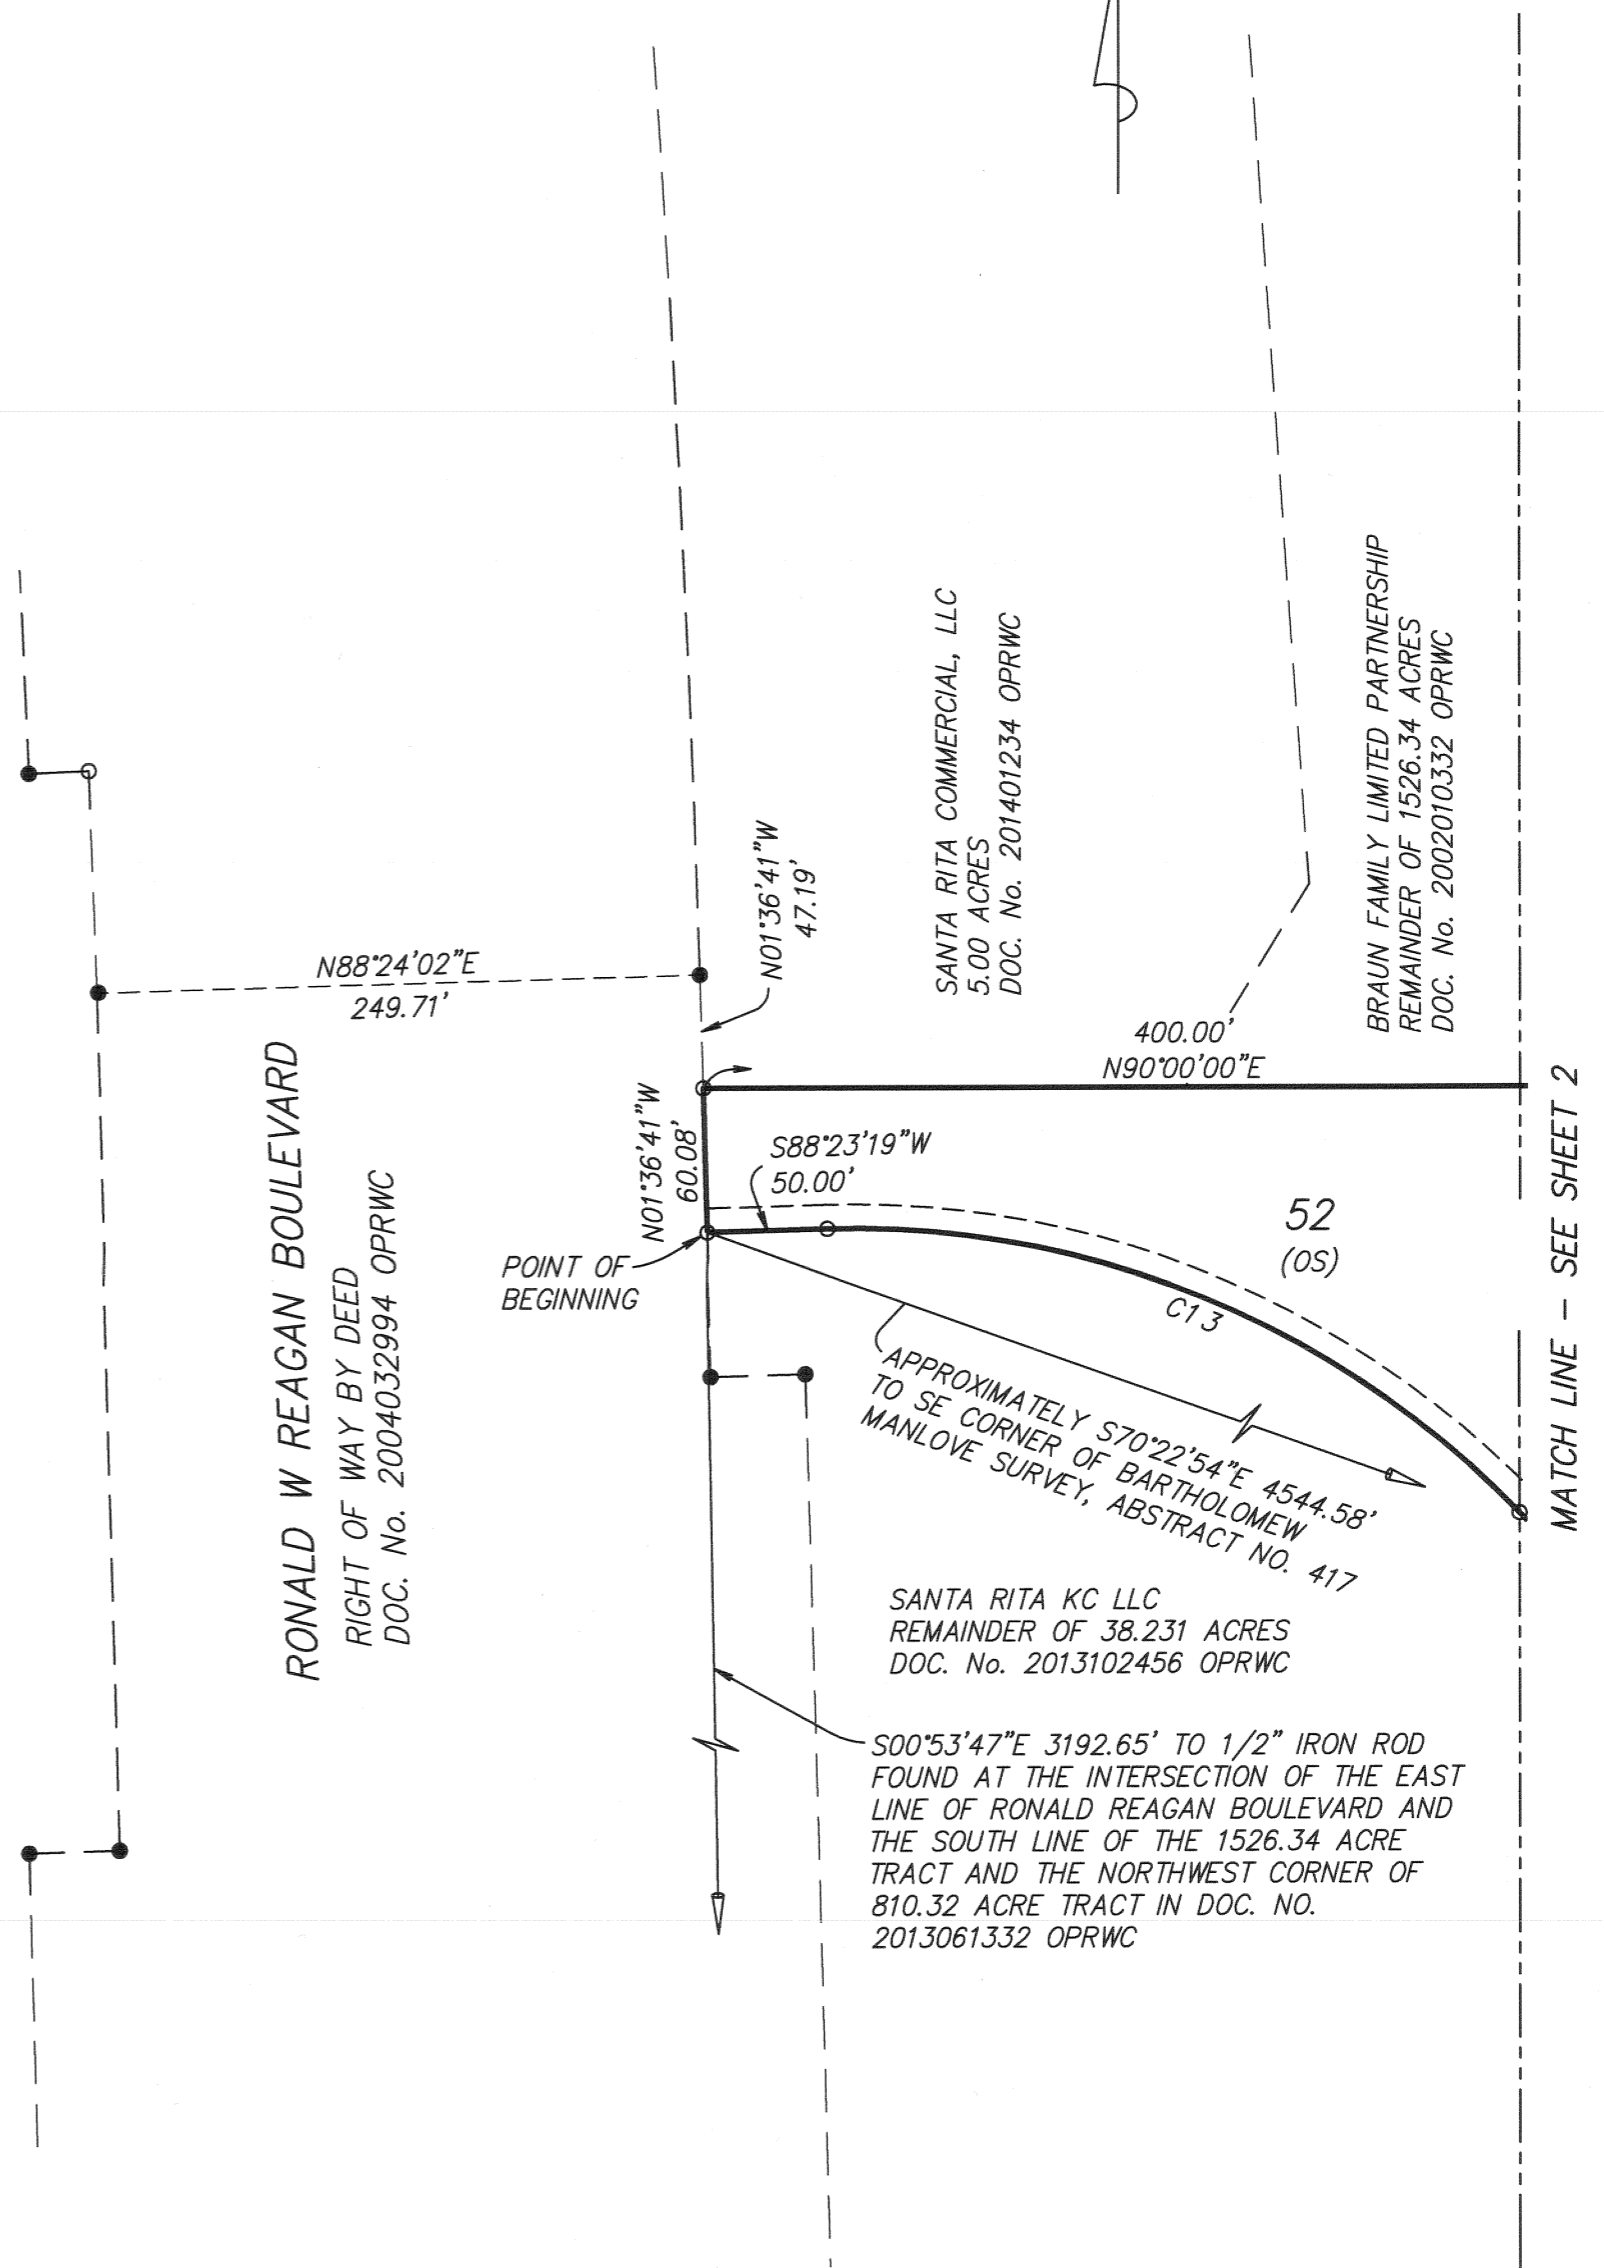 RONALD W REAGAN BOULEVARD
RIGHT OF WAY BY DEED
DOC. No. 2004032994 OPRWC
N88°24'02"E
249.71'
N01°36'41"W
47.19'
SANTA RITA COMMERCIAL, LLC
5.00 ACRES
DOC. No. 201401234 OPRWC
BRAUN FAMILY LIMITED PARTNERSHIP
REMAINDER OF 1526.34 ACRES
DOC. No. 2002010332 OPRWC
400.00'
N90°00'00"E
N01°36'41"W
60.08'
S88°23'19"W
50.00'
POINT OF
BEGINNING
52
(OS)
C13
MATCH LINE - SEE SHEET 2
APPROXIMATELY S70°22'54"E 4544.58'
TO SE CORNER OF BARTHOLOMEW
MANLOVE SURVEY, ABSTRACT NO. 417
SANTA RITA KC LLC
REMAINDER OF 38.231 ACRES
DOC. No. 2013102456 OPRWC
S00°53'47"E 3192.65' TO 1/2" IRON ROD
FOUND AT THE INTERSECTION OF THE EAST
LINE OF RONALD REAGAN BOULEVARD AND
THE SOUTH LINE OF THE 1526.34 ACRE
TRACT AND THE NORTHWEST CORNER OF
810.32 ACRE TRACT IN DOC. NO.
2013061332 OPRWC